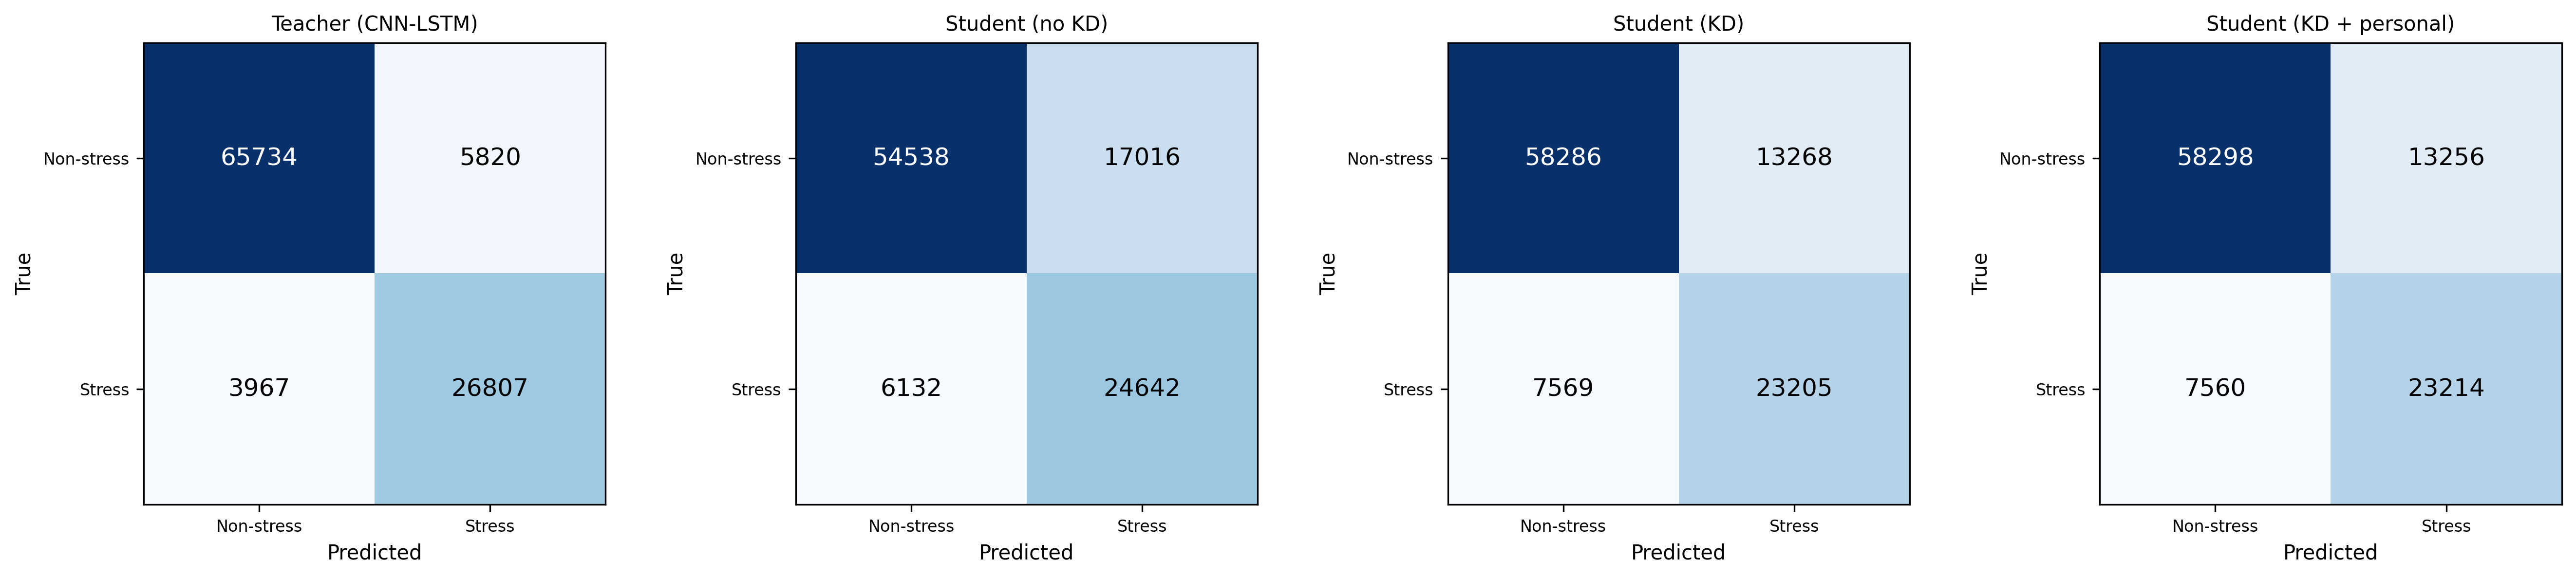 Teacher (CNN-LSTM)
True
Non-stress
65734
5820
Stress
3967
26807
Non-stress
Stress
Predicted
Student (no KD)
True
Non-stress
54538
17016
Stress
6132
24642
Non-stress
Stress
Predicted
Student (KD)
True
Non-stress
58286
13268
Stress
7569
23205
Non-stress
Stress
Predicted
Student (KD + personal)
True
Non-stress
58298
13256
Stress
7560
23214
Non-stress
Stress
Predicted